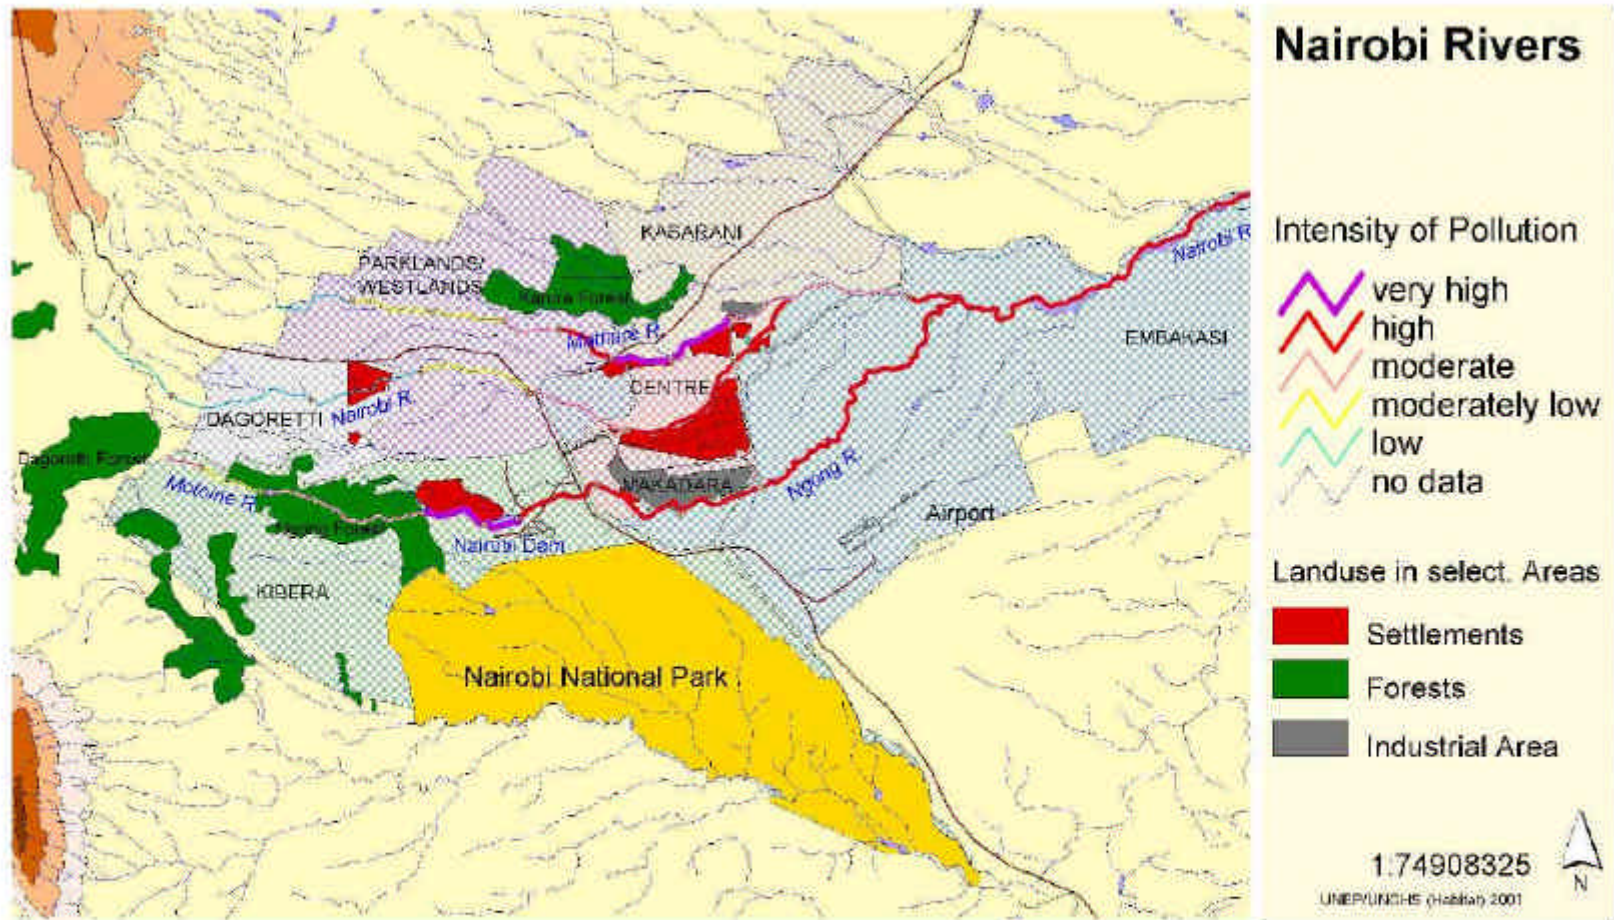 Nairobi Rivers
KASARANI
PARKLANDS/
WESTLANDS
Karura Forest
Nairobi R
Intensity of Pollution
very high
high
moderate
moderately low
low
no data
Mathare R.
EMBAKASI
CENTRE
DAGORETTI
Nairobi R.
Dagoretti Forest
Motoine R.
MAKADARA
Ngong R.
Ngong Forest
Airport
Nairobi Dam
KIBERA
Nairobi National Park
Landuse in select. Areas
Settlements
Forests
Industrial Area
1:74908325
N
UNEP/UNCHS (Habitat) 2001